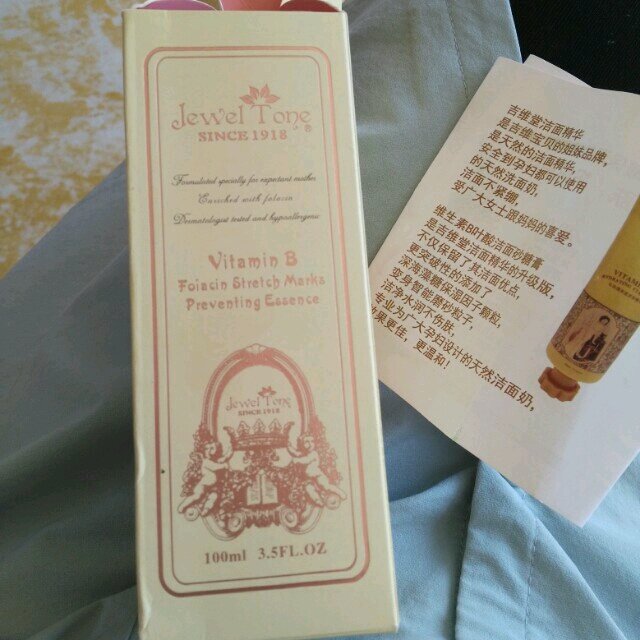 Jewel Tone®
SINCE 1918
Formulated specially for expectant mother.
Enriched with folacin
Dermatologist tested and hypoallergenic
Vitamin B
Folacin Stretch Marks
Preventing Essence
Jewel Tone
SINCE 1918
100ml 3.5FL.OZ
吉维堂洁面精华
是吉维宝贝的姐妹品牌，
是天然的洁面精华，
安全到孕妇都可以使用
的天然洗面奶，
洁面不紧绷，
爱广大女士跟妈妈的喜爱。
维生素B叶酸洁面砂糖膏
是吉维堂洁面精华的升级版，
不仅保留了其洁面优点，
更突破性的添加了
深海藻糖保湿因子颗粒，
变身智能磨砂粒子，
洁净水润不伤肤，
专业为广大孕妇设计的天然洁面奶，
果更佳，更温和！
VITAM